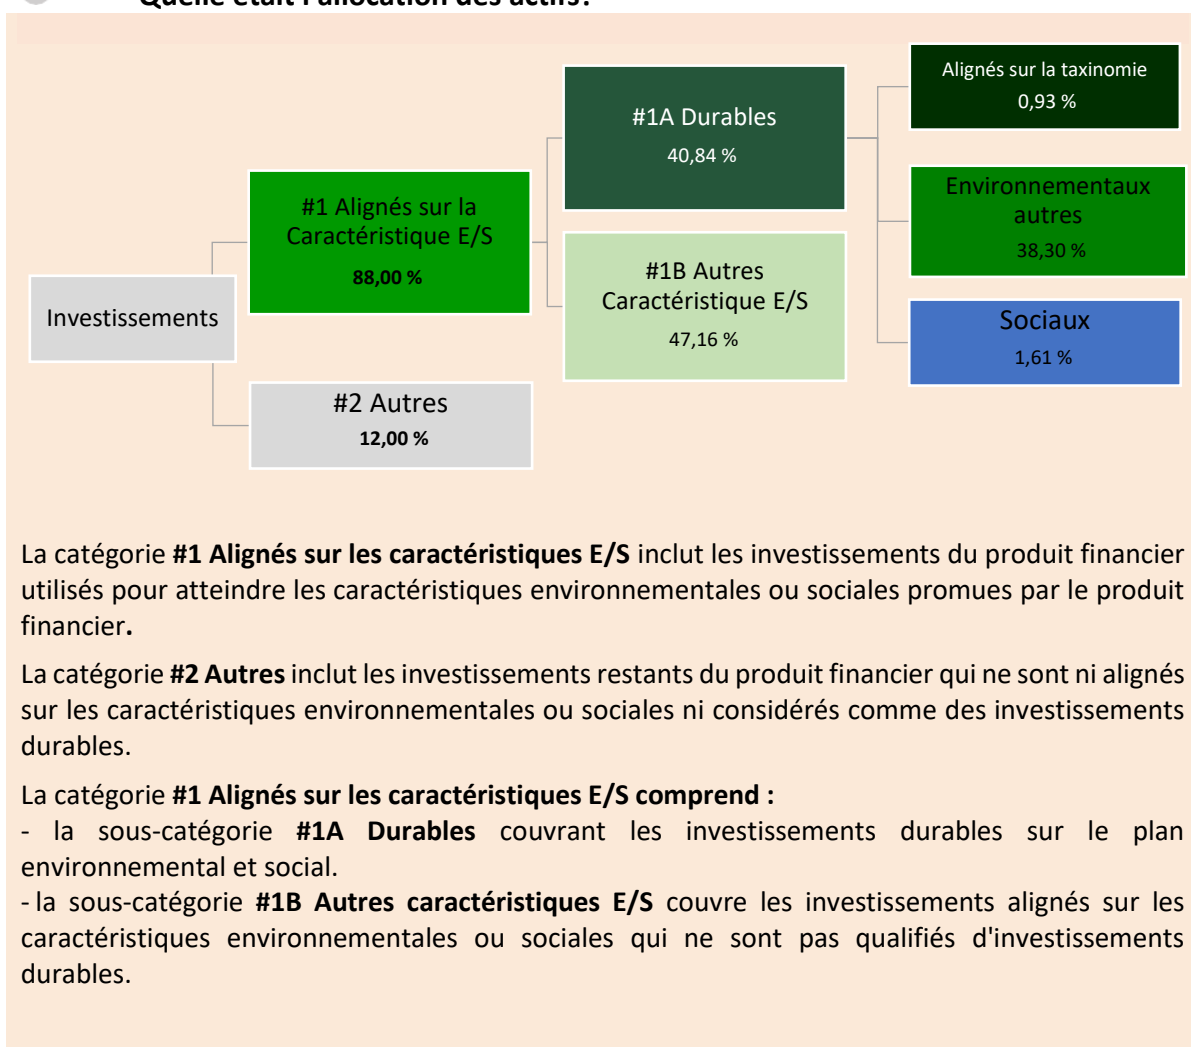 Quelle était l'allocation des actifs?
Alignés sur la taxinomie
0,93 %
#1A Durables
40,84 %
Environnementaux
autres
38,30 %
#1 Alignés sur la
Caractéristique E/S
88,00 %
#1B Autres
Caractéristique E/S
47,16 %
Sociaux
1,61 %
Investissements
#2 Autres
12,00 %
La catégorie #1 Alignés sur les caractéristiques E/S inclut les investissements du produit financier
utilisés pour atteindre les caractéristiques environnementales ou sociales promues par le produit
financier.
La catégorie #2 Autres inclut les investissements restants du produit financier qui ne sont ni alignés
sur les caractéristiques environnementales ou sociales ni considérés comme des investissements
durables.
La catégorie #1 Alignés sur les caractéristiques E/S comprend :
- la sous-catégorie #1A Durables couvrant les investissements durables sur le plan
environnemental et social.
- la sous-catégorie #1B Autres caractéristiques E/S couvre les investissements alignés sur les
caractéristiques environnementales ou sociales qui ne sont pas qualifiés d'investissements
durables.